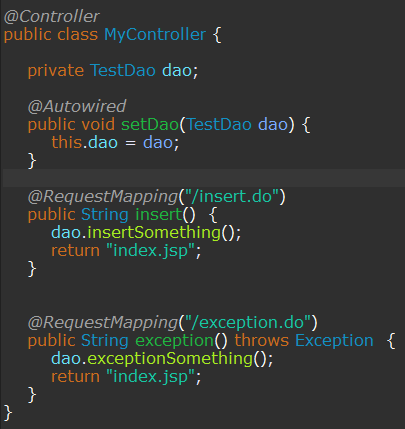 @Controller
public class MyController {
private TestDao dao;
@Autowired
public void setDao(TestDao dao) {
this.dao = dao;
}
@RequestMapping("/insert.do")
public String insert()  {
dao.insertSomething();
return "index.jsp";
}
@RequestMapping("/exception.do")
public String exception() throws Exception  {
dao.exceptionSomething();
return "index.jsp";
}
}